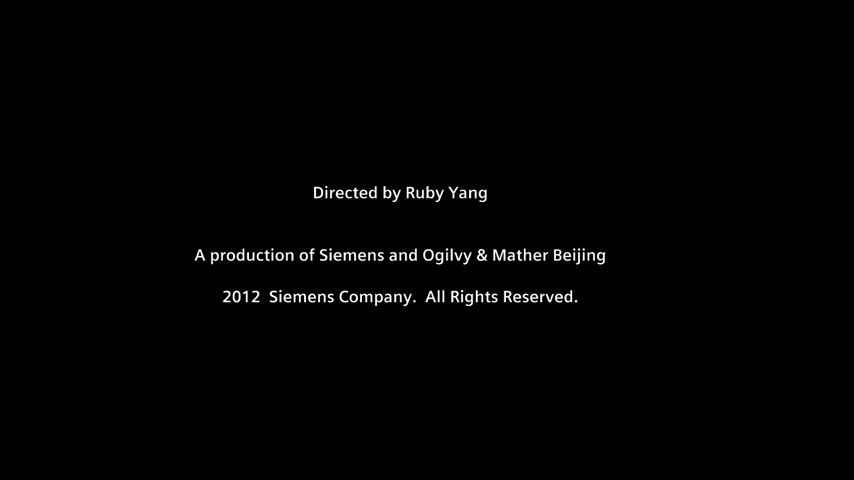 Directed by Ruby Yang
A production of Siemens and Ogilvy & Mather Beijing
2012  Siemens Company.  All Rights Reserved.